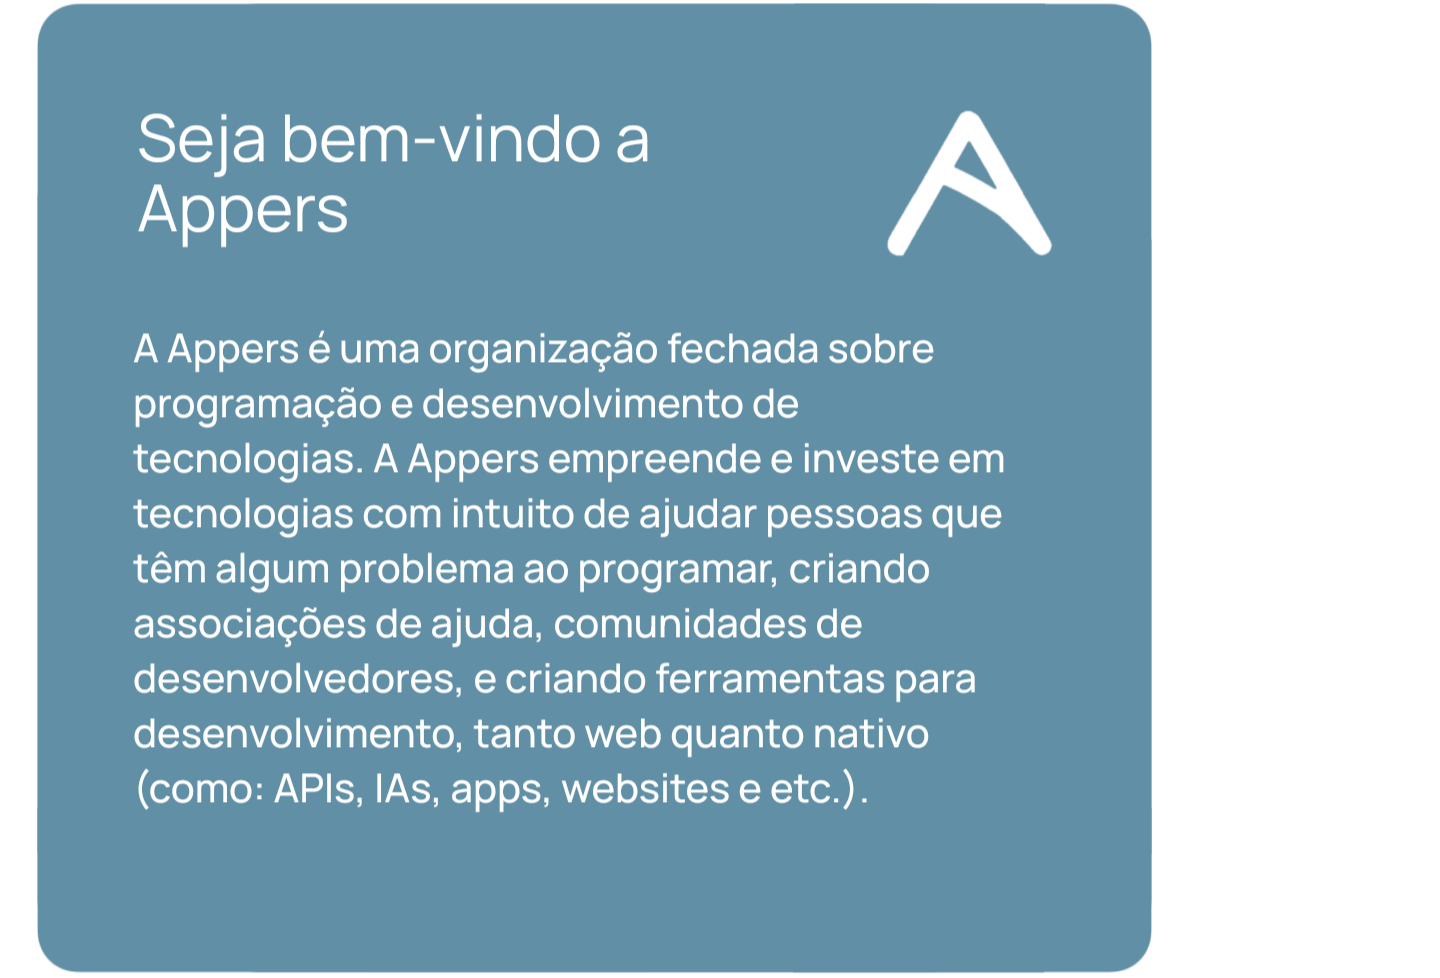 Seja bem-vindo a
Appers
A Appers é uma organização fechada sobre
programação e desenvolvimento de
tecnologias. A Appers empreende e investe em
tecnologias com intuito de ajudar pessoas que
têm algum problema ao programar, criando
associações de ajuda, comunidades de
desenvolvedores, e criando ferramentas para
desenvolvimento, tanto web quanto nativo
(como: APIs, IAs, apps, websites e etc.).